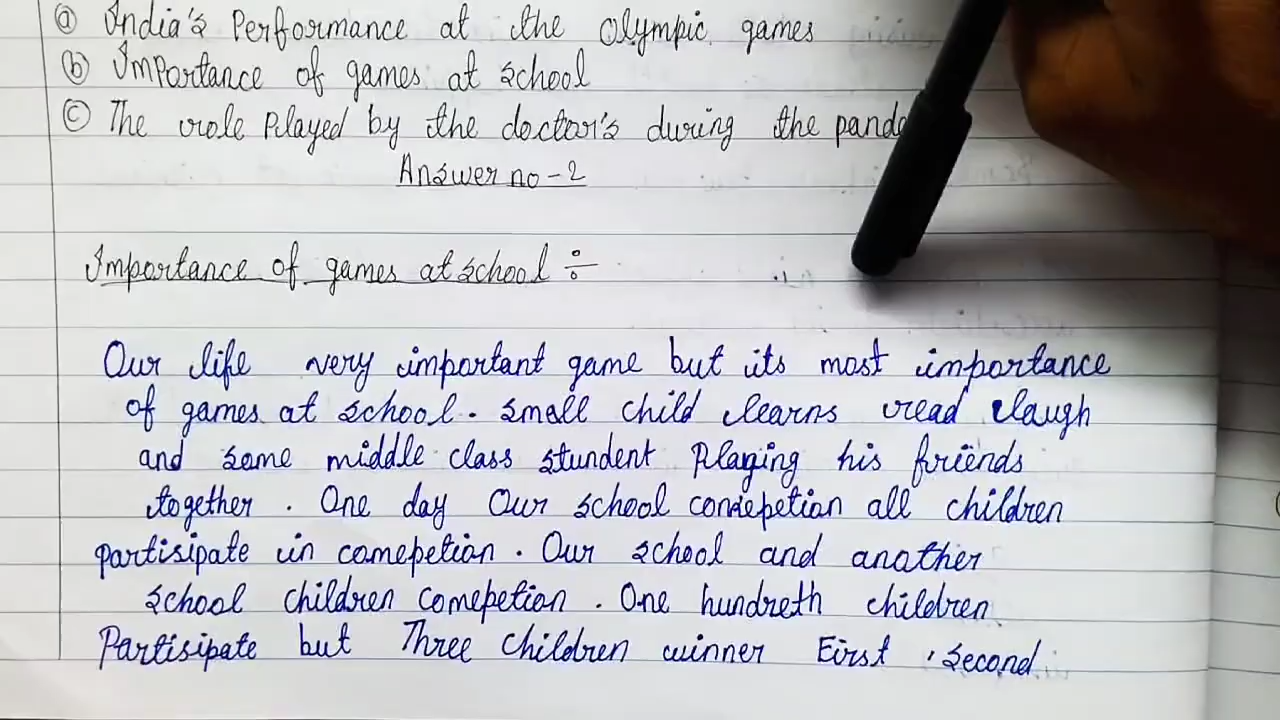 ⓐ India's Performance at the Olympic games
ⓑ Importance of games at School
ⓒ The role Played by the doctor's during the pande
Answer no-2
Importance of games at school ÷
Our life very important game but its most importance
of games at school. Small child learns read laugh
and some middle class stundent Playing his friends
together. One day Our school comepetion all children
partisipate in comepetion. Our school and another
School children comepetion. One hundreth children
Partisipate but Three Children winner First, Second